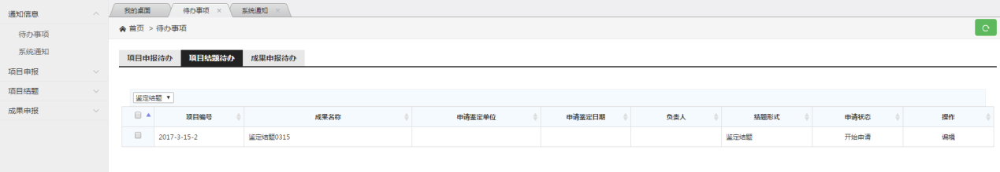 我的桌面 待办事项 × 系统通知 ×
通知信息
首页 > 待办事项
待办事项
系统通知
项目申报待办 项目结题待办 成果申报待办
项目申报
项目结题
鉴定结题
成果申报
项目编号 成果名称 申请鉴定单位 申请鉴定日期 负责人 结题形式 申请状态 操作
2017-3-15-2 鉴定结题0315 鉴定结题 开始申请 编辑